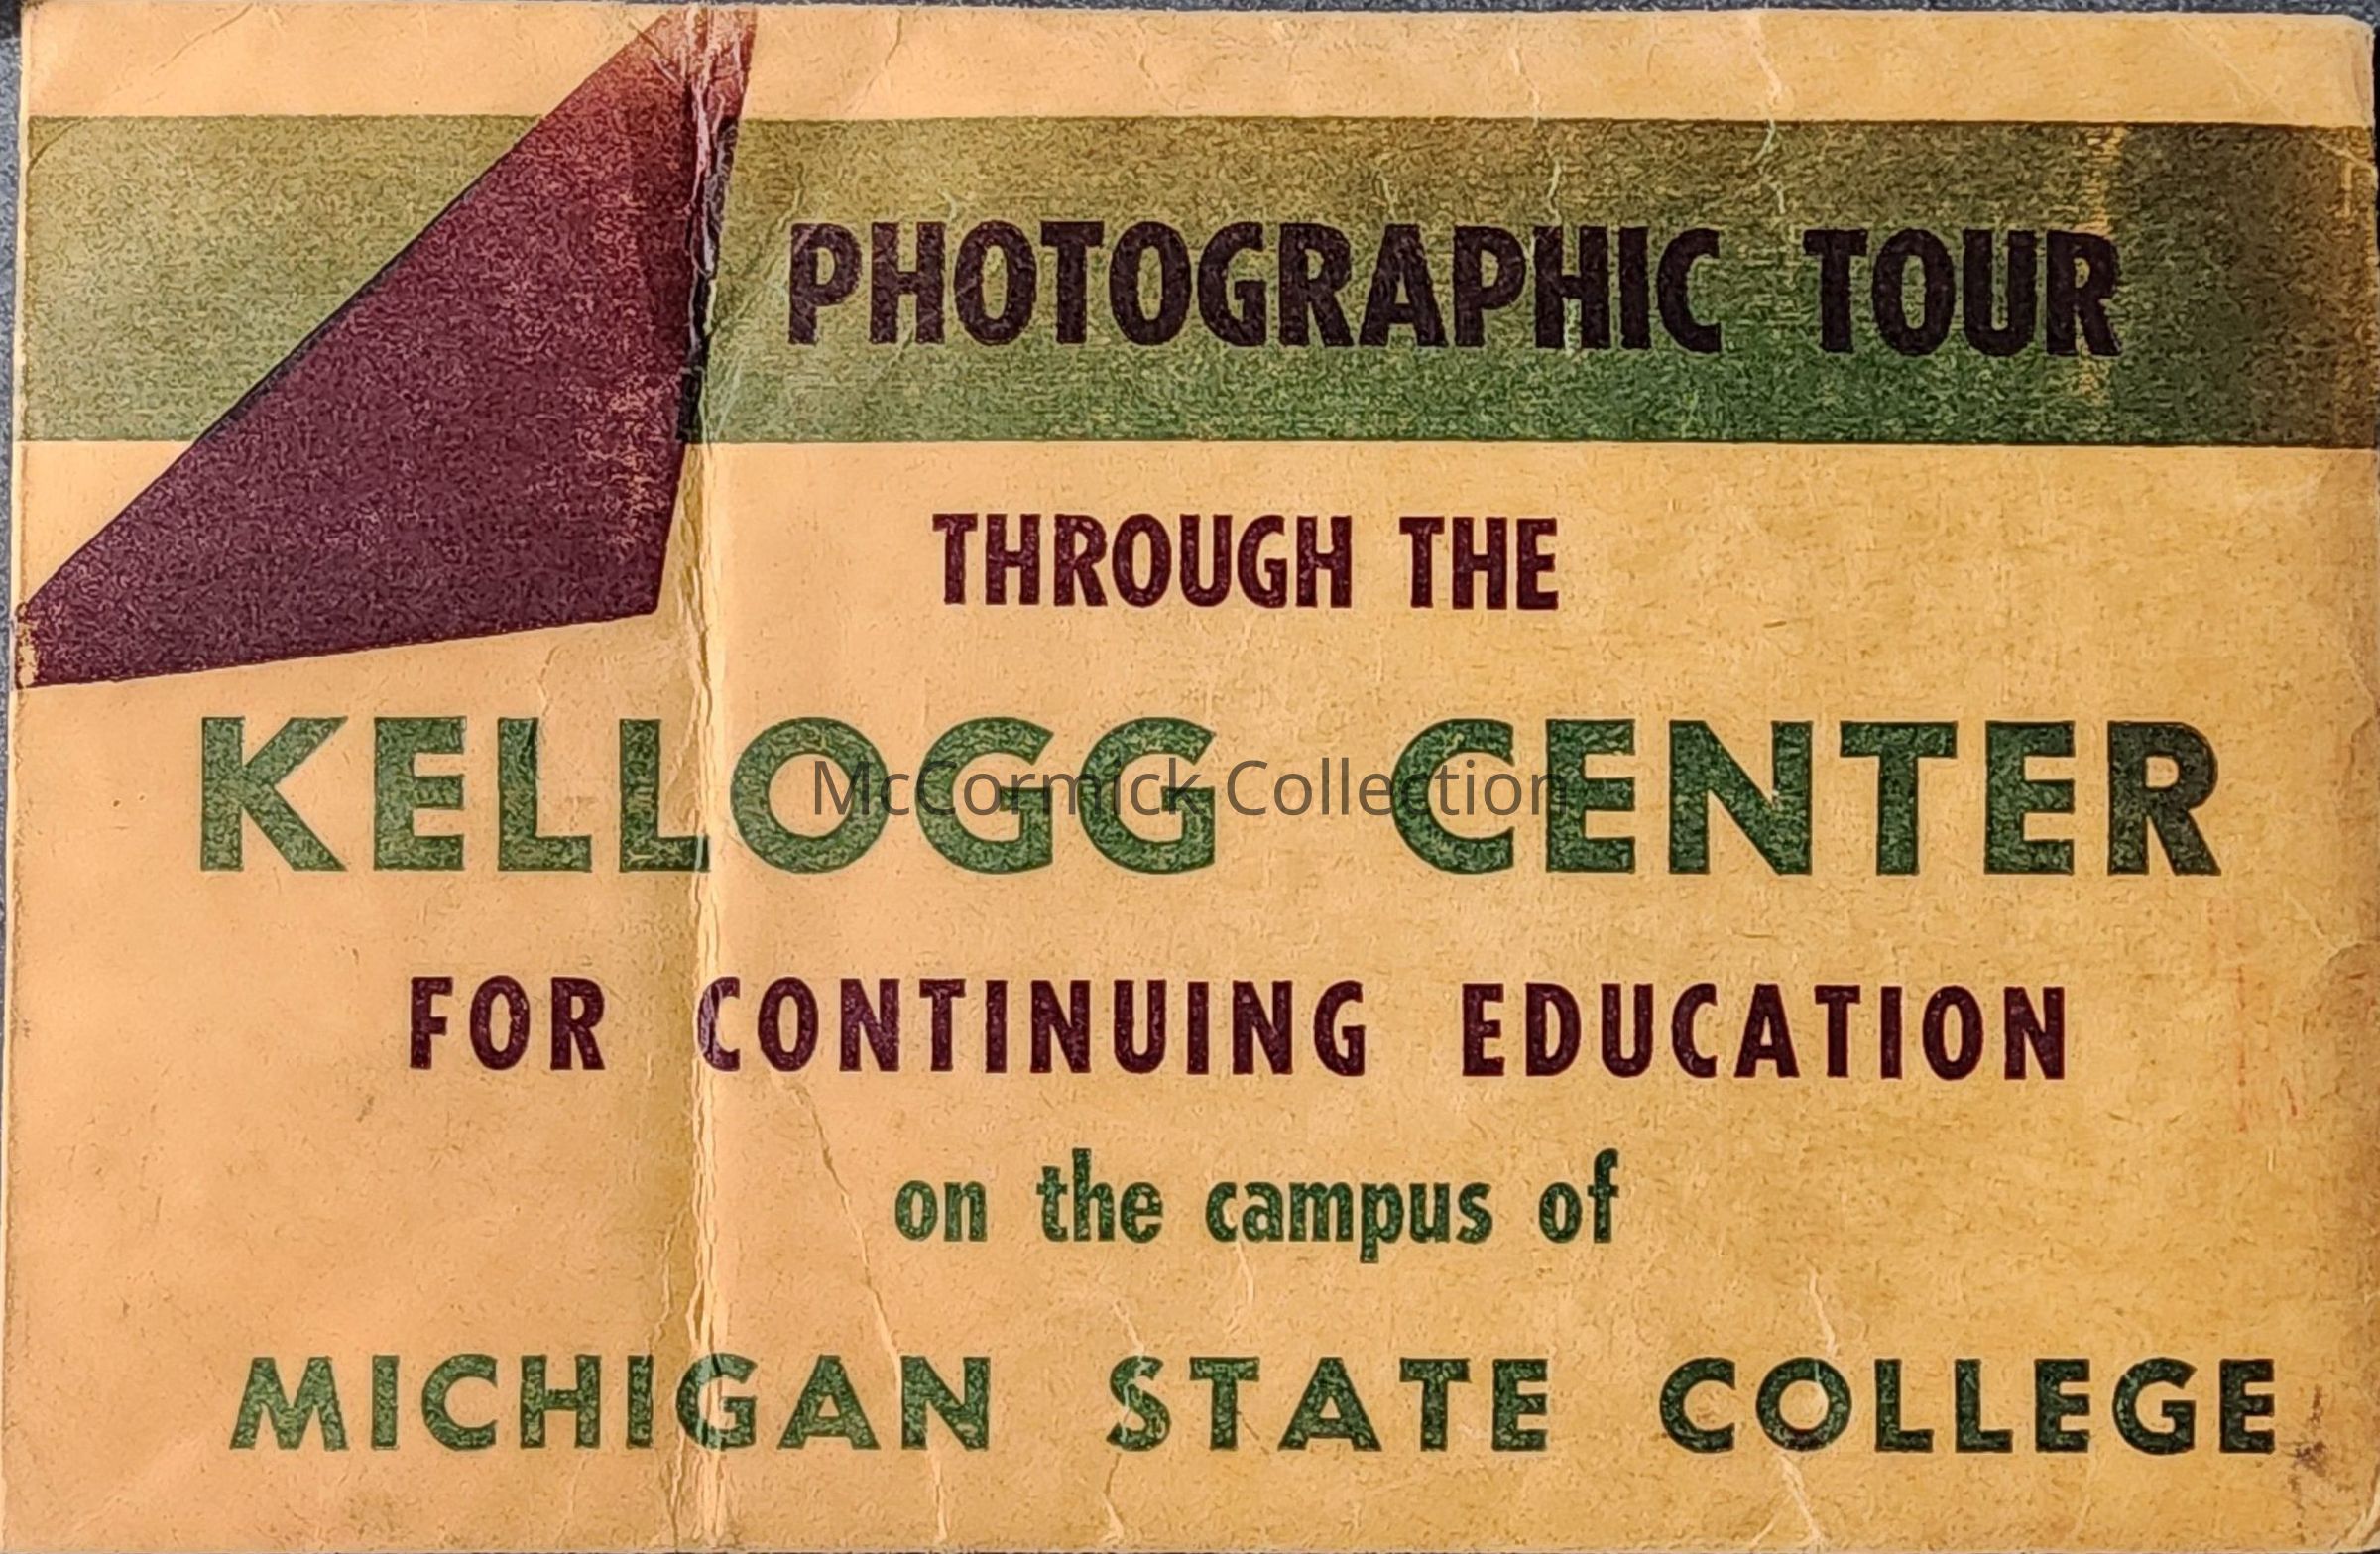 PHOTOGRAPHIC TOUR
THROUGH THE
KELLOGG CENTER
McCormick Collection
FOR CONTINUING EDUCATION
on the campus of
MICHIGAN STATE COLLEGE